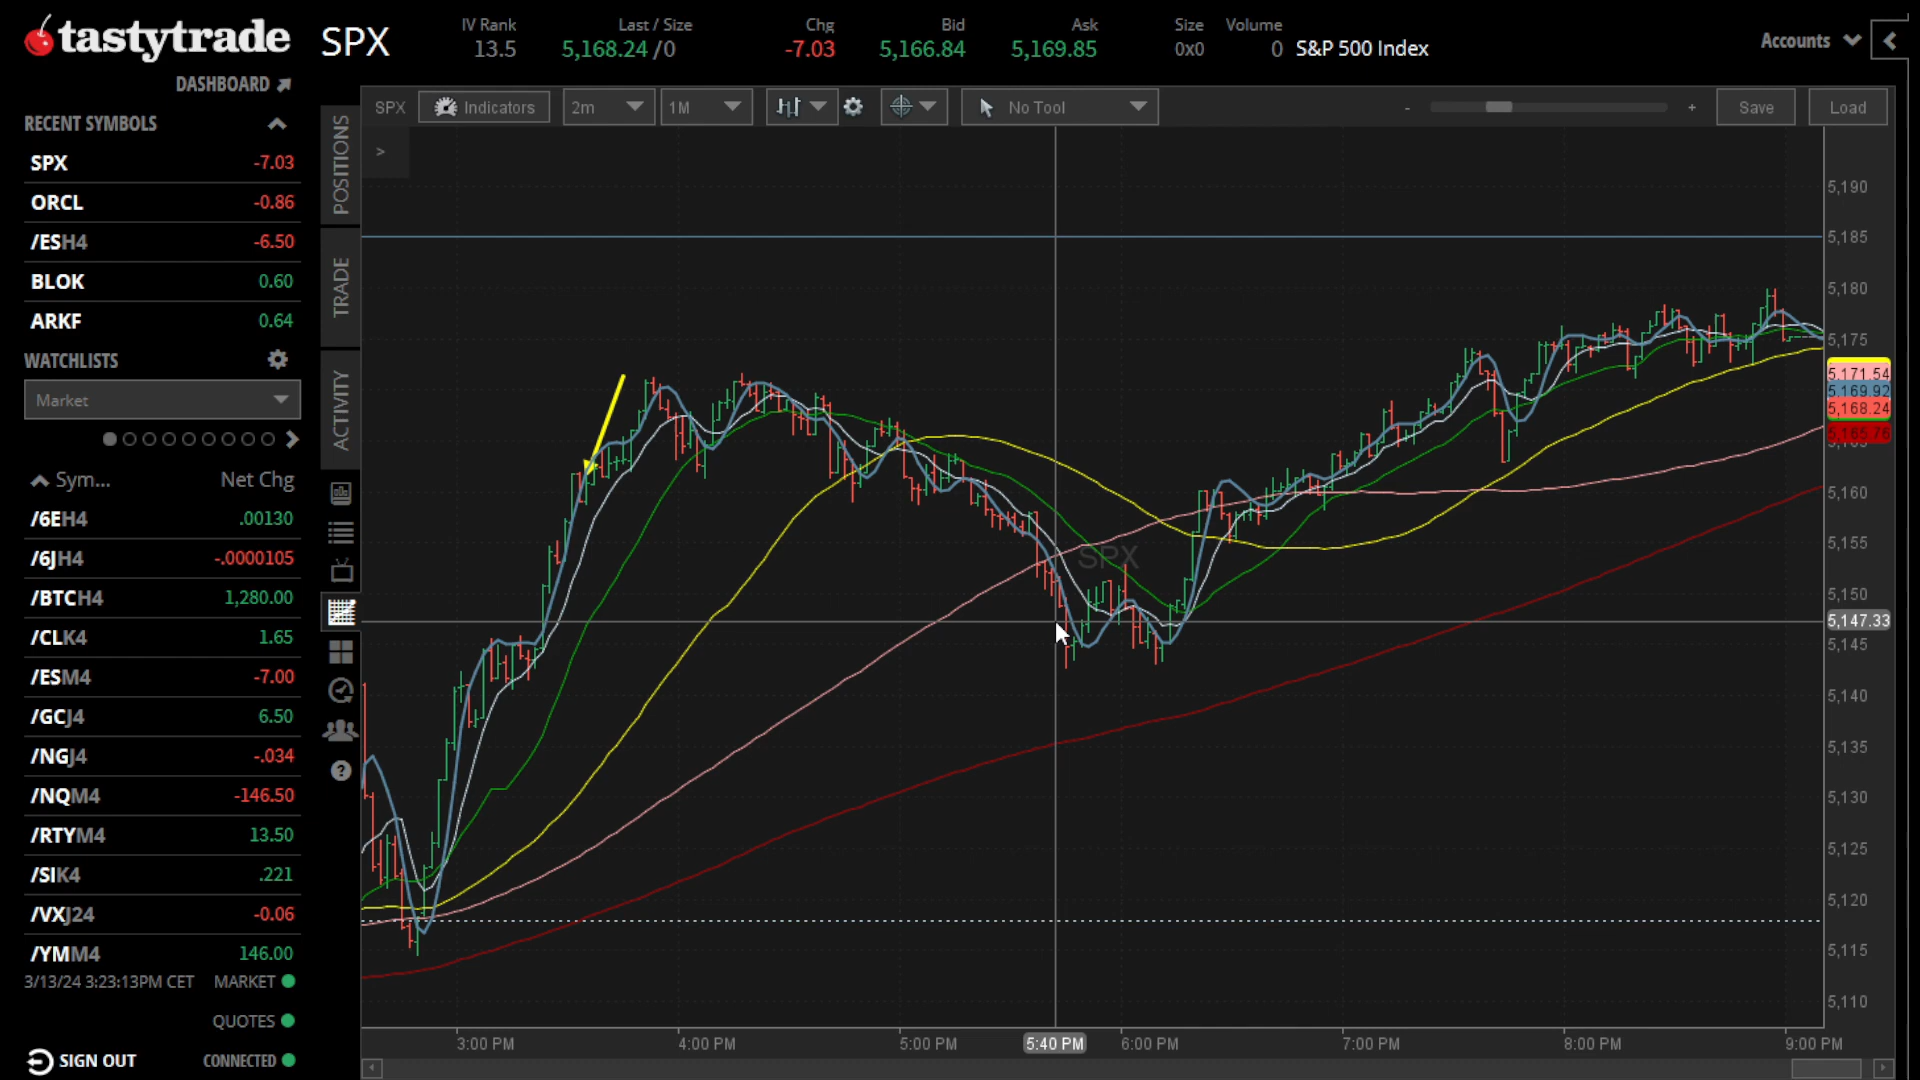 tastytrade
DASHBOARD
SPX
IV Rank
13.5
Last / Size
5,168.24 /0
Chg
-7.03
Bid
5,166.84
Ask
5,169.85
Size
0x0
Volume
0
S&P 500 Index
Accounts
RECENT SYMBOLS
SPX -7.03
ORCL -0.86
/ESH4 -6.50
BLOK 0.60
ARKF 0.64
WATCHLISTS
Market
Sym... Net Chg
/6EH4 .00130
/6JH4 -.0000105
/BTCH4 1,280.00
/CLK4 1.65
/ESM4 -7.00
/GCJ4 6.50
/NGJ4 -.034
/NQM4 -146.50
/RTYM4 13.50
/SIK4 .221
/VXJ24 -0.06
/YMM4 146.00
3/13/24 3:23:13PM CET MARKET
QUOTES
SIGN OUT CONNECTED
POSITIONS
TRADE
ACTIVITY
SPX Indicators 2m 1M No Tool - + Save Load
>
SPX
5,190
5,185
5,180
5,175
5,171.54
5,169.92
5,168.24
5,165.76
5,160
5,155
5,150
5,147.33
5,145
5,140
5,135
5,130
5,125
5,120
5,115
5,110
3:00 PM 4:00 PM 5:00 PM 5:40 PM 6:00 PM 7:00 PM 8:00 PM 9:00 PM